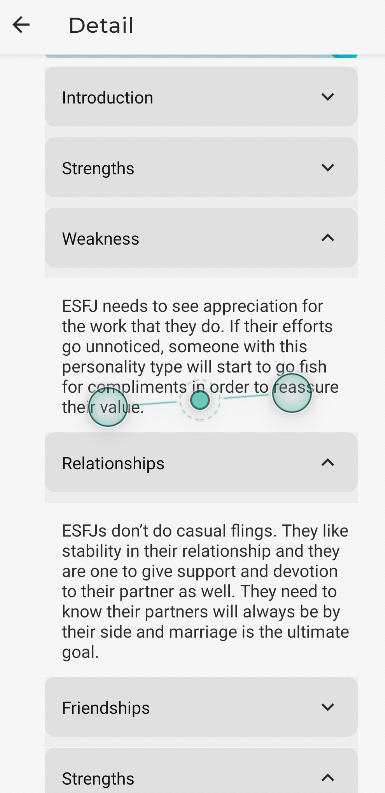 Detail
Introduction
Strengths
Weakness
ESFJ needs to see appreciation for
the work that they do. If their efforts
go unnoticed, someone with this
personality type will start to go fish
for compliments in order to reassure
their value.
Relationships
ESFJs don’t do casual flings. They like
stability in their relationship and they
are one to give support and devotion
to their partner as well. They need to
know their partners will always be by
their side and marriage is the ultimate
goal.
Friendships
Strengths